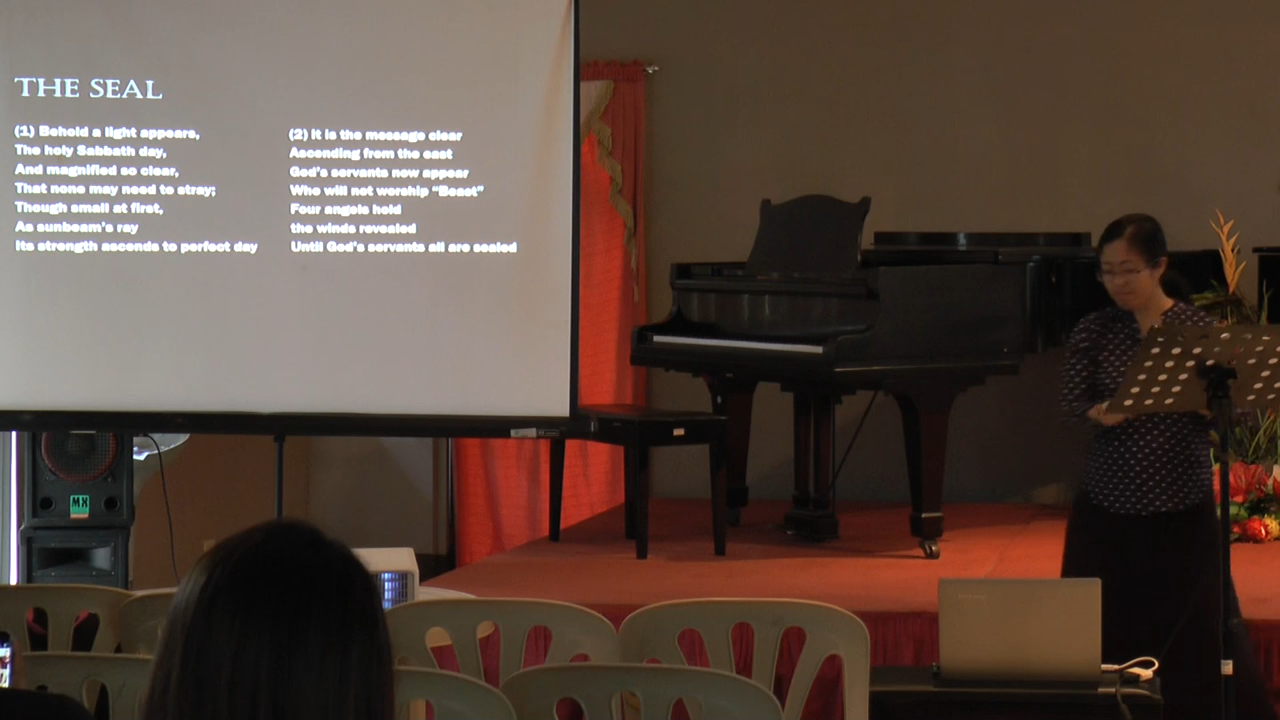 THE SEAL
(1) Behold a light appears,
The holy Sabbath day,
And magnified so clear,
That none may need to stray;
Though small at first,
As sunbeam's ray
Its strength ascends to perfect day
(2) It is the message clear
Ascending from the east
God's servants now appear
Who will not worship "Beast"
Four angels hold
the winds revealed
Until God's servants all are sealed
MX